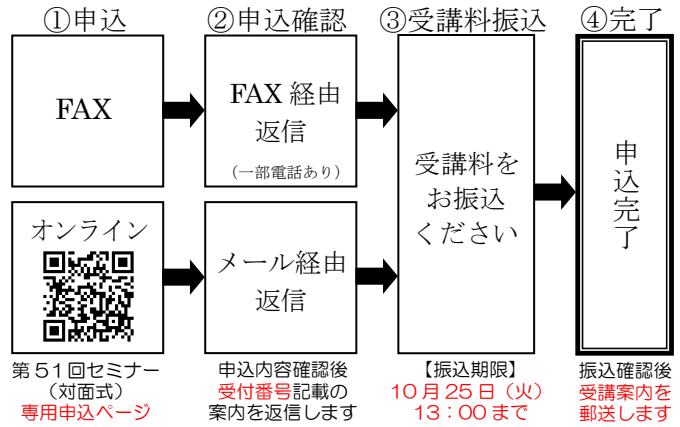 ①申込
②申込確認
③受講料振込
④完了
FAX
FAX 経由
返信
(一部電話あり)
オンライン
メール経由
返信
受講料を
お振込
ください
申込完了
第51回セミナー
(対面式)
専用申込ページ
申込内容確認後
受付番号記載の
案内を返信します
【振込期限】
10月25日(火)
13:00まで
振込確認後
受講案内を
郵送します